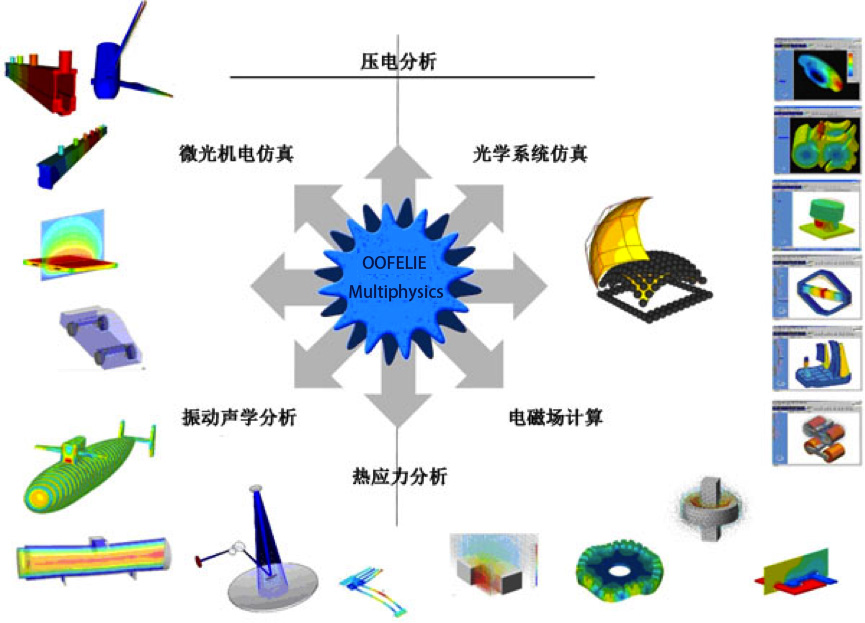 压电分析
微光机电仿真
光学系统仿真
OOFELIE
Multiphysics
振动声学分析
电磁场计算
热应力分析